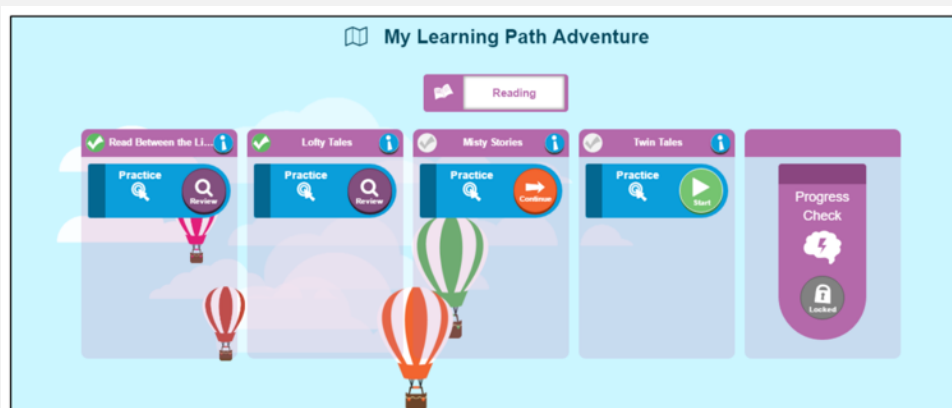 My Learning Path Adventure
Reading
Read Between the Li...
Practice
Review
Lofty Tales
Practice
Review
Misty Stories
Practice
Continue
Twin Tales
Practice
Start
Progress
Check
Locked